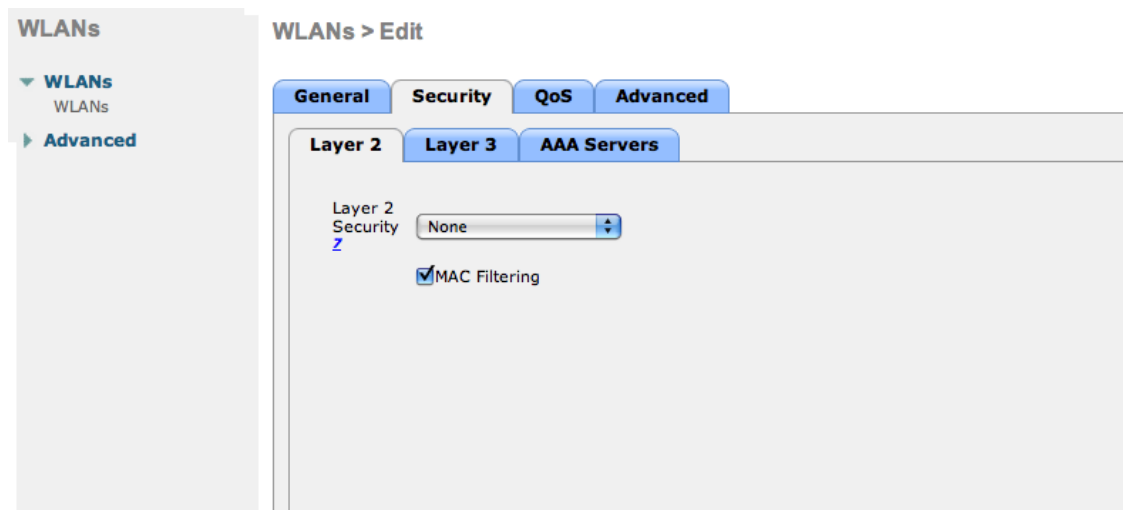 WLANs
WLANs
WLANs
Advanced
WLANs > Edit
General Security QoS Advanced
Layer 2 Layer 3 AAA Servers
Layer 2
Security None
7
MAC Filtering